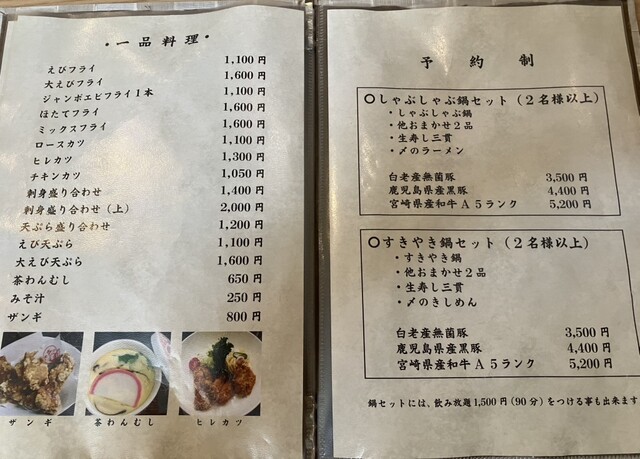 ・一品料理・
えびフライ 1,100円
大えびフライ 1,600円
ジャンボエビフライ1本 1,100円
ほたてフライ 1,600円
ミックスフライ 1,600円
ロースカツ 1,100円
ヒレカツ 1,300円
チキンカツ 1,050円
刺身盛り合わせ 1,400円
刺身盛り合わせ(上) 2,000円
天ぷら盛り合わせ 1,200円
えび天ぷら 1,100円
大えび天ぷら 1,600円
茶わんむし 650円
みそ汁 250円
ザンギ 800円
ザンギ 茶わんむし ヒレカツ
予約制
○しゃぶしゃぶ鍋セット(2名様以上)
・しゃぶしゃぶ鍋
・他おまかせ2品
・生寿し三貫
・〆のラーメン
白老産無菌豚 3,500円
鹿児島県産黒豚 4,400円
宮崎県産和牛A5ランク 5,200円
○すきやき鍋セット(2名様以上)
・すきやき鍋
・他おまかせ2品
・生寿し三貫
・〆のきしめん
白老産無菌豚 3,500円
鹿児島県産黒豚 4,400円
宮崎県産和牛A5ランク 5,200円
鍋セットには、飲み放題1,500円(90分)をつける事も出来ます